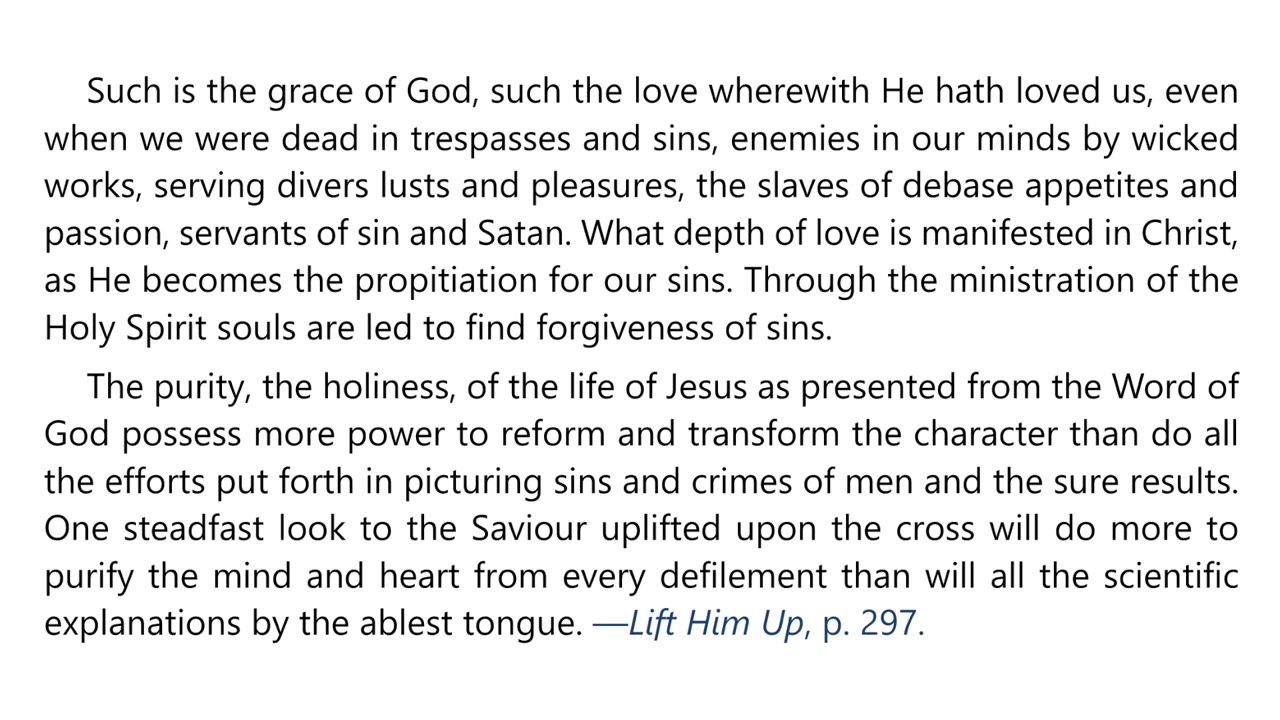 Such is the grace of God, such the love wherewith He hath loved us, even
when we were dead in trespasses and sins, enemies in our minds by wicked
works, serving divers lusts and pleasures, the slaves of debase appetites and
passion, servants of sin and Satan. What depth of love is manifested in Christ,
as He becomes the propitiation for our sins. Through the ministration of the
Holy Spirit souls are led to find forgiveness of sins.
The purity, the holiness, of the life of Jesus as presented from the Word of
God possess more power to reform and transform the character than do all
the efforts put forth in picturing sins and crimes of men and the sure results.
One steadfast look to the Saviour uplifted upon the cross will do more to
purify the mind and heart from every defilement than will all the scientific
explanations by the ablest tongue. —Lift Him Up, p. 297.